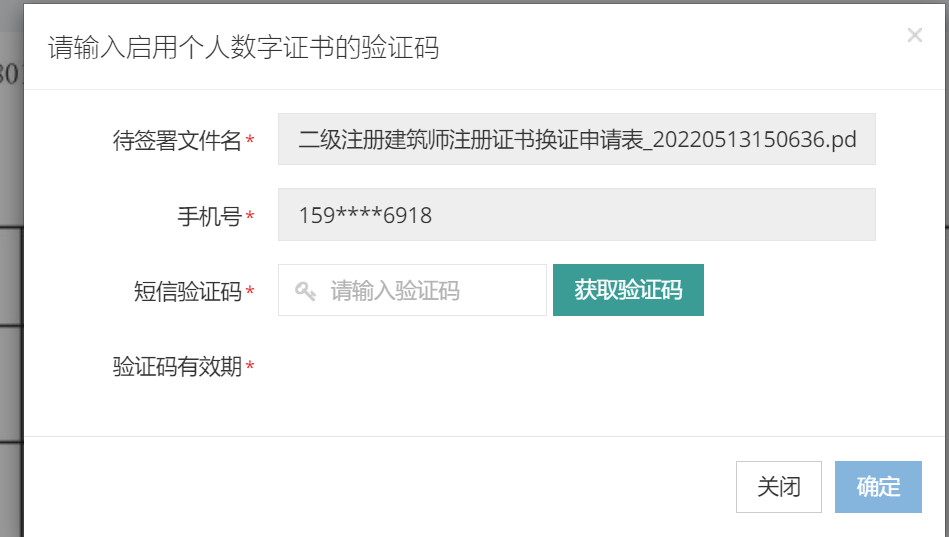 请输入启用个人数字证书的验证码
×
待签署文件名* 二级注册建筑师注册证书换证申请表_20220513150636.pd
手机号* 159****6918
短信验证码* 请输入验证码 获取验证码
验证码有效期*
关闭 确定